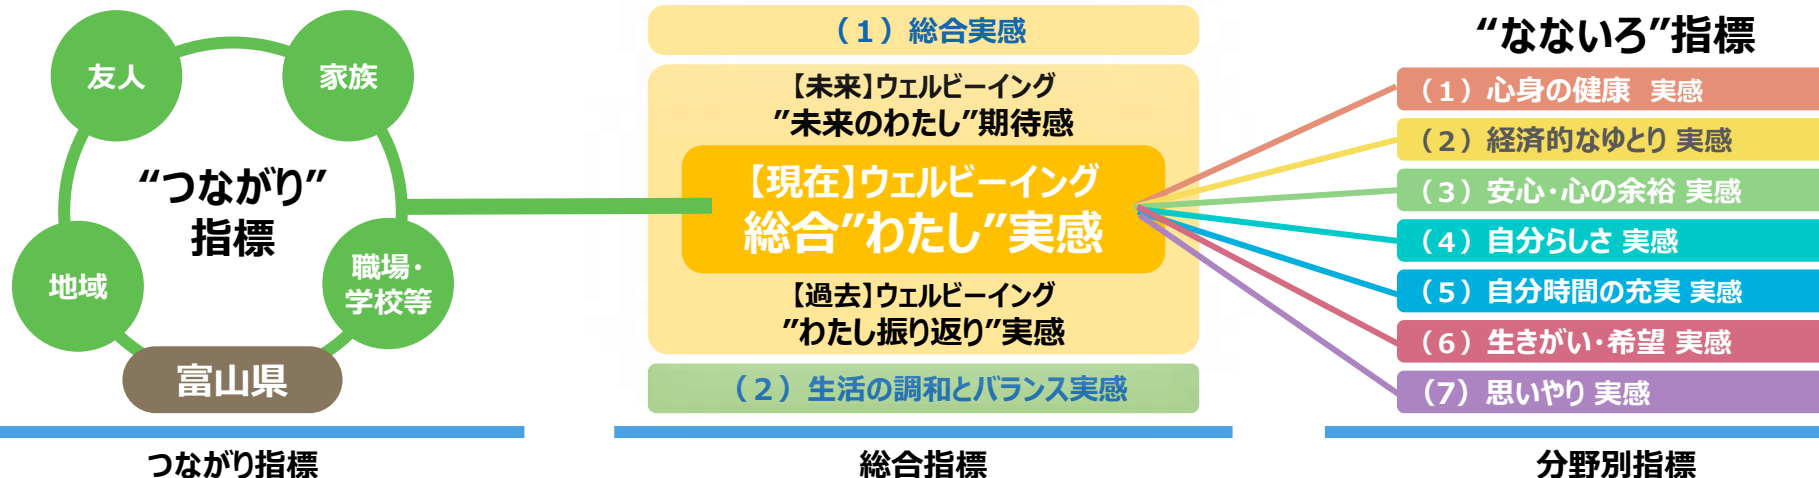 友人
家族
“つながり”
指標
地域
職場・
学校等
富山県
つながり指標
（１）総合実感
【未来】ウェルビーイング
”未来のわたし”期待感
【現在】ウェルビーイング
総合”わたし”実感
【過去】ウェルビーイング
”わたし振り返り”実感
（２）生活の調和とバランス実感
総合指標
“なないろ”指標
（１）心身の健康 実感
（２）経済的なゆとり 実感
（３）安心・心の余裕 実感
（４）自分らしさ 実感
（５）自分時間の充実 実感
（６）生きがい・希望 実感
（7）思いやり 実感
分野別指標